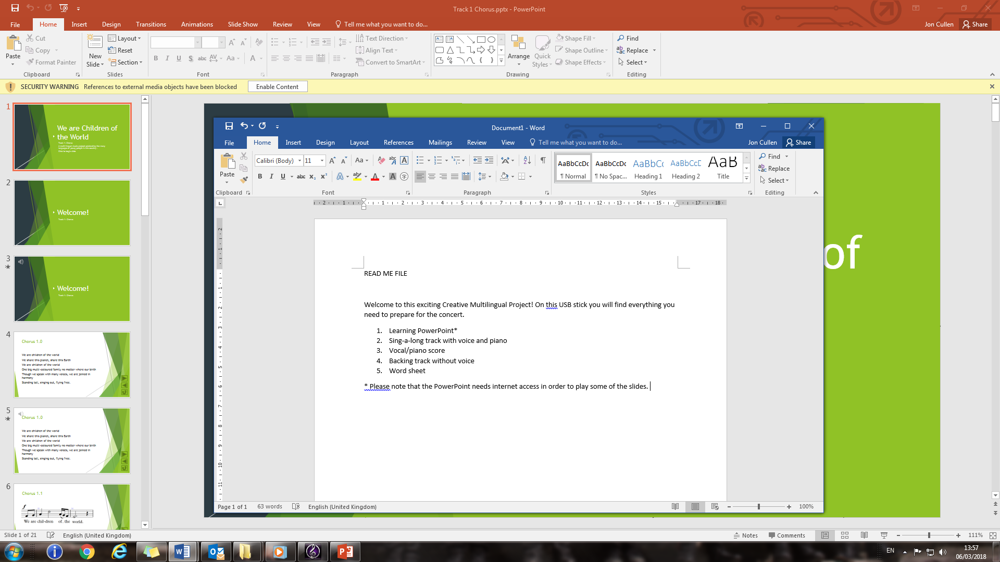 Track 1 Chorus.pptx - PowerPoint
File Home Insert Design Transitions Animations Slide Show Review View Tell me what you want to do... Jon Cullen Share
Paste Cut Copy Format Painter Clipboard
New Slide Layout Reset Section Slides
Font
Text Direction Align Text Convert to SmartArt Paragraph
Arrange Quick Styles Shape Fill Shape Outline Shape Effects Drawing
Find Replace Select Editing
SECURITY WARNING References to external media objects have been blocked Enable Content
1
We are Children of
the World
Track 1: Chorus
2
Welcome!
Track 1: Chorus
3
Welcome!
Track 1: Chorus
4
Chorus 1.0
We are children of the world
We share this planet, share this Earth
We are children of the world
One big multi-coloured family no matter where our birth
Though we speak with many voices, we are joined in
harmony
Standing tall, singing out, flying free.
5
Chorus 1.0
We are children of the world
We share this planet, share this Earth
We are children of the world
One big multi-coloured family no matter where our birth
Though we speak with many voices, we are joined in
harmony
Standing tall, singing out, flying free.
6
Chorus 1.1
f
We are chil-dren of the world.
of
Document1 - Word
File Home Insert Design Layout References Mailings Review View Tell me what you want to do... Jon Cullen Share
Paste Clipboard
Calibri (Body) 11 Font
Paragraph
AaBbCcDc AaBbCcDc AaBbCc AaBbCcD AaB
¶ Normal ¶ No Spac... Heading 1 Heading 2 Title
Styles
Find Replace Select Editing
READ ME FILE
Welcome to this exciting Creative Multilingual Project! On this USB stick you will find everything you
need to prepare for the concert.
1. Learning PowerPoint*
2. Sing-a-long track with voice and piano
3. Vocal/piano score
4. Backing track without voice
5. Word sheet
* Please note that the PowerPoint needs internet access in order to play some of the slides.
Page 1 of 1 63 words English (United Kingdom) 100%
Slide 1 of 21 English (United Kingdom) Notes Comments 111%
EN 13:57
06/03/2018